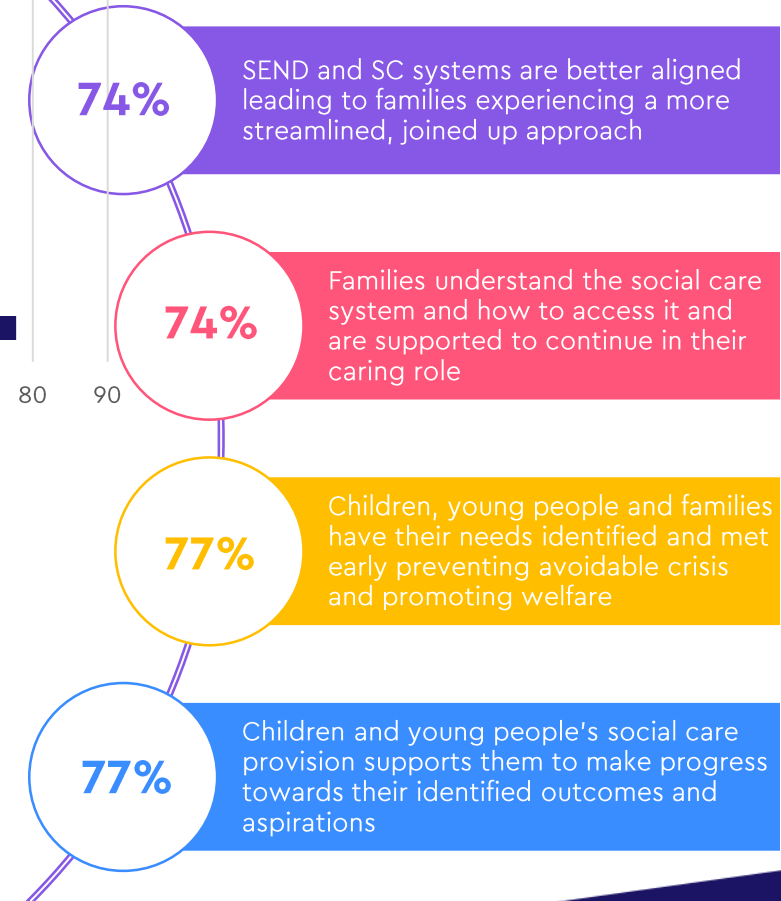 74%
SEND and SC systems are better aligned
leading to families experiencing a more
streamlined, joined up approach
74%
Families understand the social care
system and how to access it and
are supported to continue in their
caring role
80 90
77%
Children, young people and families
have their needs identified and met
early preventing avoidable crisis
and promoting welfare
77%
Children and young people's social care
provision supports them to make progress
towards their identified outcomes and
aspirations